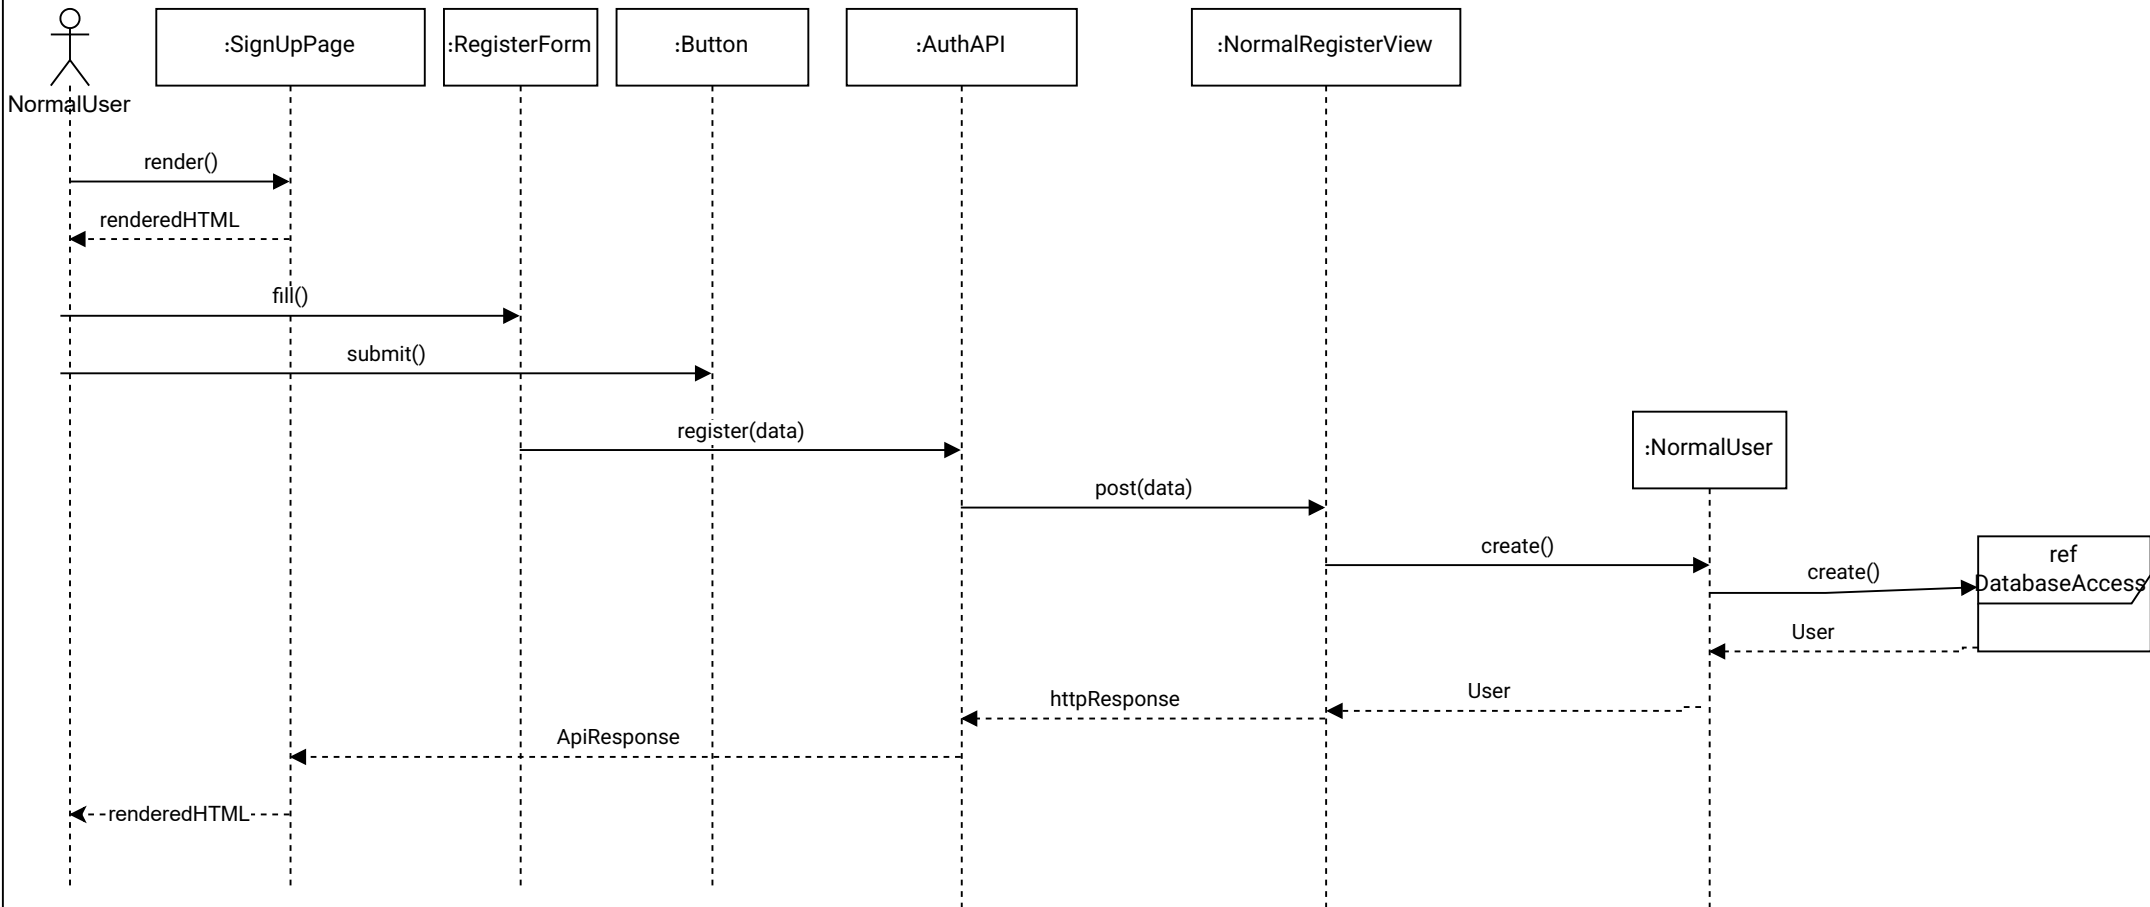 :SignUpPage
:RegisterForm
:Button
:AuthAPI
:NormalRegisterView
NormalUser
render()
renderedHTML
fill()
submit()
register(data)
:NormalUser
post(data)
create()
ref
DatabaseAccess
create()
User
User
httpResponse
ApiResponse
renderedHTML